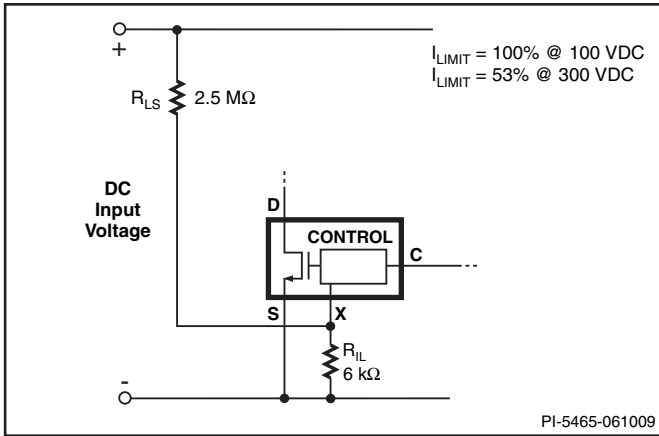 +
I_LIMIT = 100% @ 100 VDC
I_LIMIT = 53% @ 300 VDC
R_LS 2.5 MΩ
DC
Input
Voltage
D
CONTROL
C
S X
R_IL
6 kΩ
-
PI-5465-061009